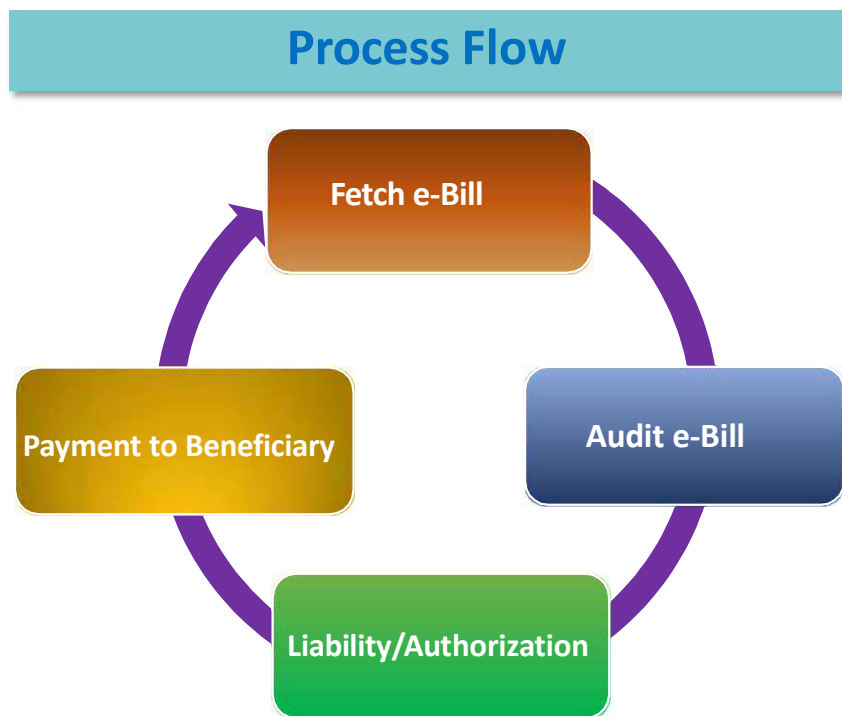 Process Flow
Fetch e-Bill
Audit e-Bill
Liability/Authorization
Payment to Beneficiary